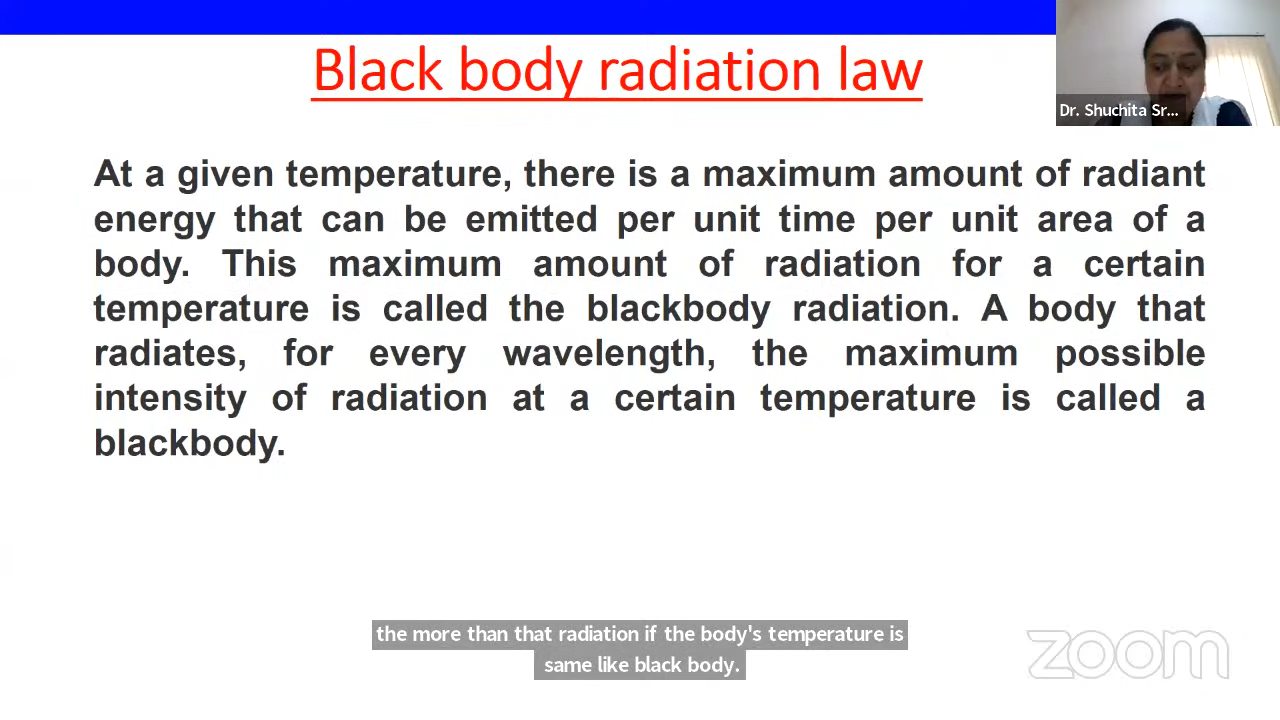 Black body radiation law
Dr. Shuchita Sr...
At a given temperature, there is a maximum amount of radiant
energy that can be emitted per unit time per unit area of a
body. This maximum amount of radiation for a certain
temperature is called the blackbody radiation. A body that
radiates, for every wavelength, the maximum possible
intensity of radiation at a certain temperature is called a
blackbody.
the more than that radiation if the body's temperature is
same like black body.
zoom